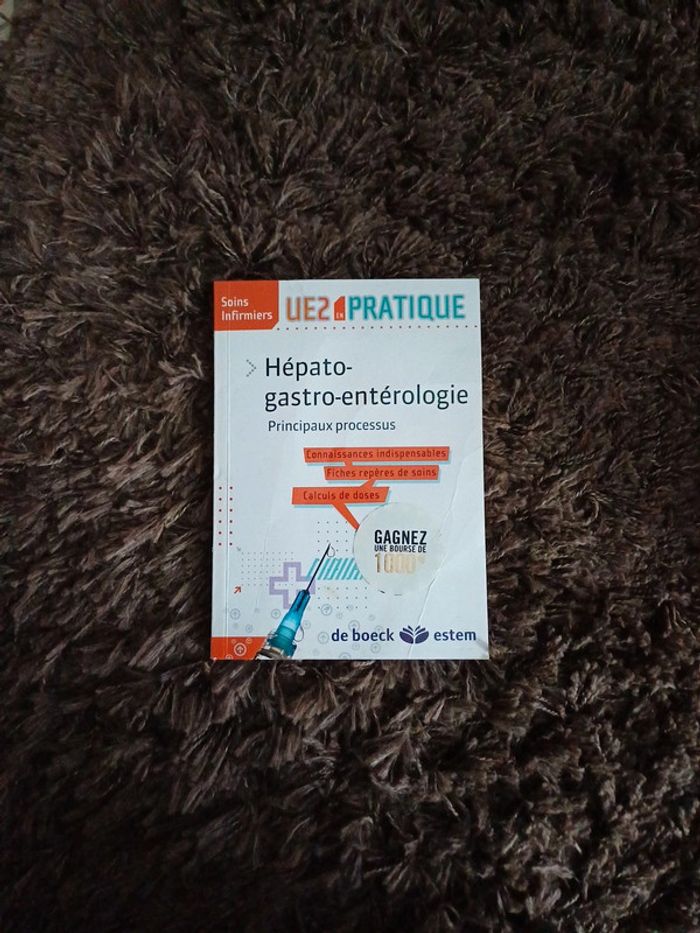 Soins
Infirmiers
UE2 EN PRATIQUE
Hépato-
gastro-entérologie
Principaux processus
Connaissances indispensables
Fiches repères de soins
Calculs de doses
GAGNEZ
UNE BOURSE DE
1000€
de boeck estem